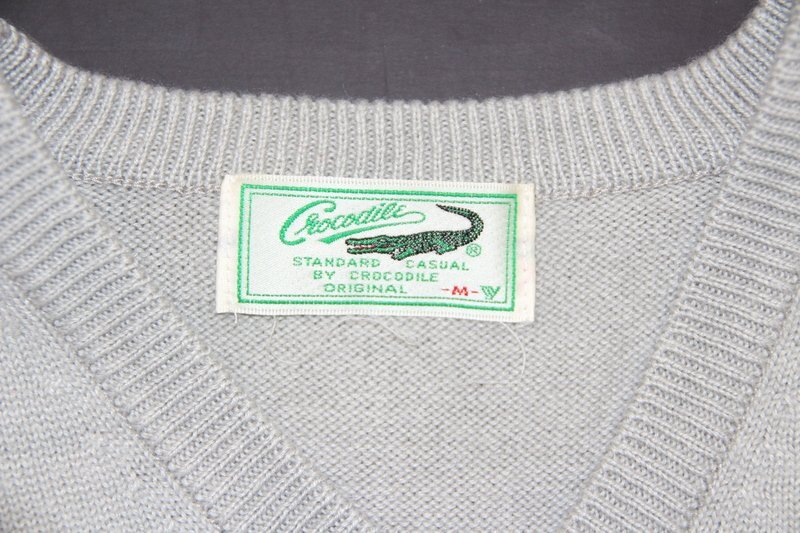 Crocodile
®
STANDARD CASUAL
BY CROCODILE
ORIGINAL -M-